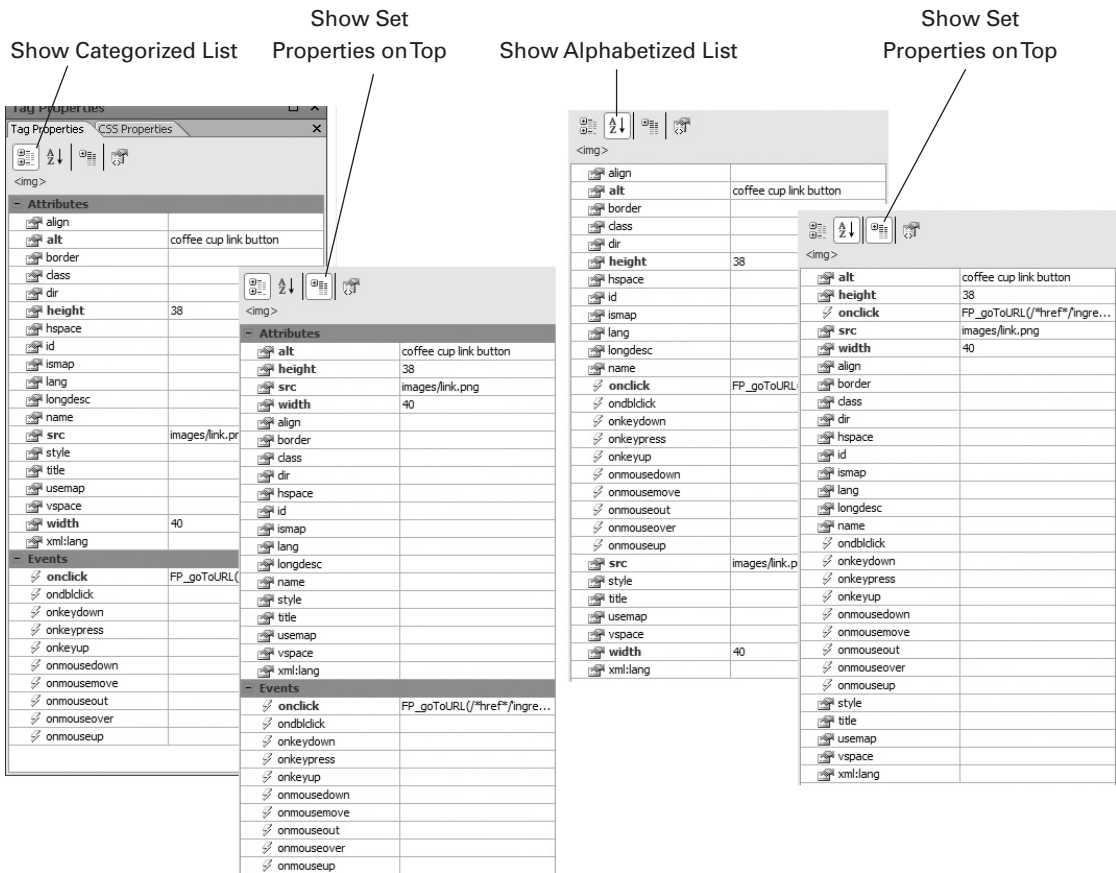 Show Set
Properties on Top
Show Categorized List
Show Alphabetized List
Show Set
Properties on Top
Tag Properties
Tag Properties CSS Properties
<img>
Attributes
align
alt coffee cup link button
border
class
dir
height 38
hspace
id
ismap
lang
longdesc
name
src images/link.pr
style
title
usemap
vspace
width 40
xml:lang
Events
onclick FP_goToURL(
ondblclick
onkeydown
onkeypress
onkeyup
onmousedown
onmousemove
onmouseout
onmouseover
onmouseup
<img>
Attributes
alt coffee cup link button
height 38
src images/link.png
width 40
align
border
class
dir
hspace
id
ismap
lang
longdesc
name
style
title
usemap
vspace
xml:lang
Events
onclick FP_goToURL(/*href*/'ingre...
ondblclick
onkeydown
onkeypress
onkeyup
onmousedown
onmousemove
onmouseout
onmouseover
onmouseup
<img>
align
alt coffee cup link button
border
class
dir
height 38
hspace
id
ismap
lang
longdesc
name
onclick FP_goToURL(
ondblclick
onkeydown
onkeypress
onkeyup
onmousedown
onmousemove
onmouseout
onmouseover
onmouseup
src images/link.p
style
title
usemap
vspace
width 40
xml:lang
<img>
alt coffee cup link button
height 38
onclick FP_goToURL(/*href*/'ingre...
src images/link.png
width 40
align
border
class
dir
hspace
id
ismap
lang
longdesc
name
ondblclick
onkeydown
onkeypress
onkeyup
onmousedown
onmousemove
onmouseout
onmouseover
onmouseup
style
title
usemap
vspace
xml:lang